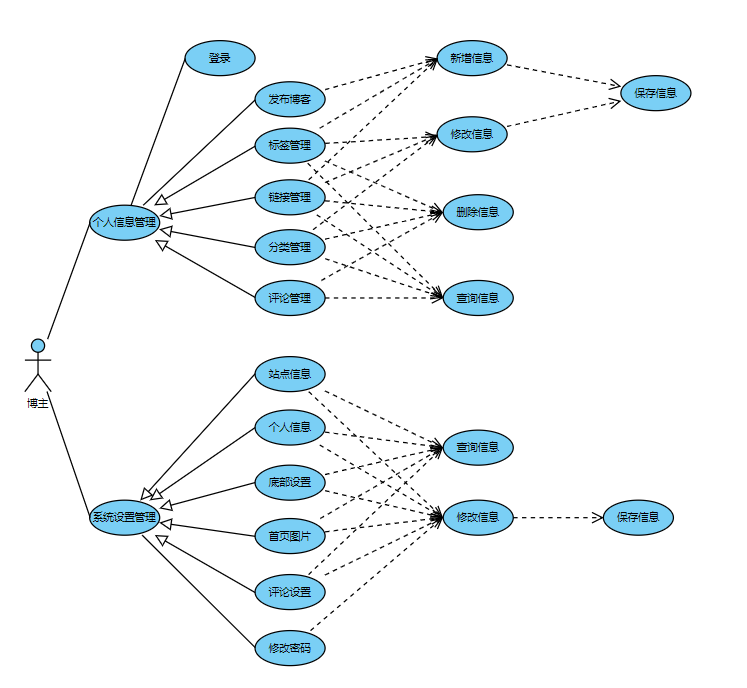 登录
新增信息
发布博客
保存信息
标签管理
修改信息
链接管理
删除信息
个人信息管理
分类管理
评论管理
查询信息
站点信息
博主
个人信息
查询信息
底部设置
系统设置管理
修改信息
保存信息
首页图片
评论设置
修改密码